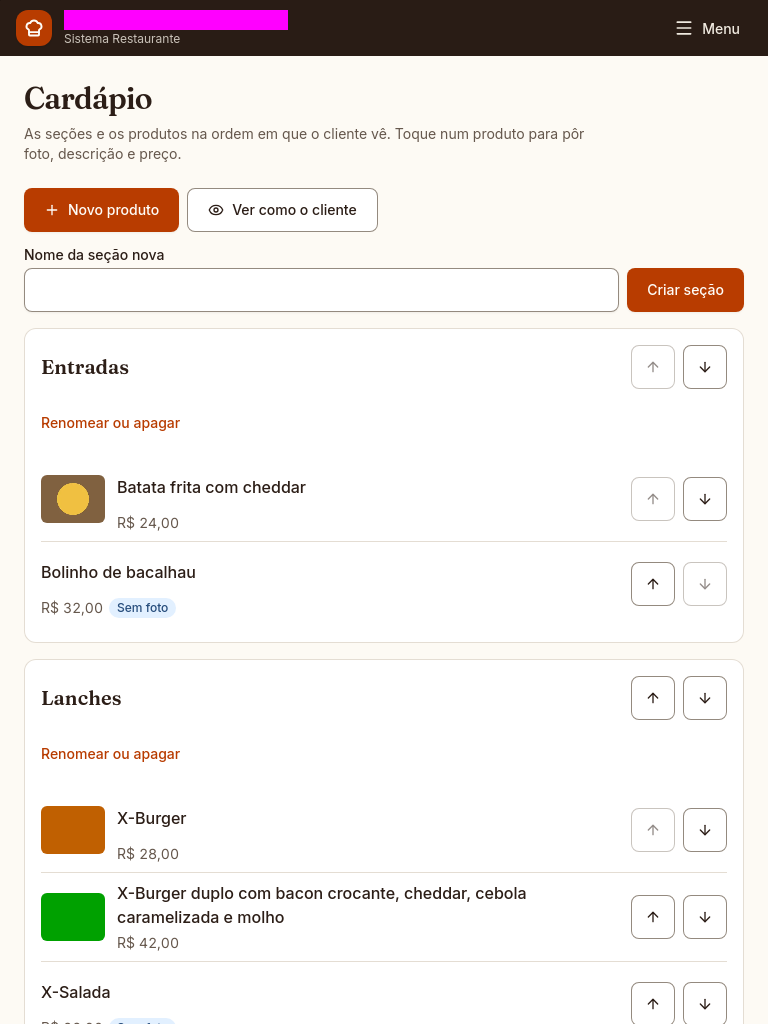 Sistema Restaurante
Menu
Cardápio
As seções e os produtos na ordem em que o cliente vê. Toque num produto para pôr
foto, descrição e preço.
Novo produto
Ver como o cliente
Nome da seção nova
Criar seção
Entradas
Renomear ou apagar
Batata frita com cheddar
R$ 24,00
Bolinho de bacalhau
R$ 32,00 Sem foto
Lanches
Renomear ou apagar
X-Burger
R$ 28,00
X-Burger duplo com bacon crocante, cheddar, cebola
caramelizada e molho
R$ 42,00
X-Salada